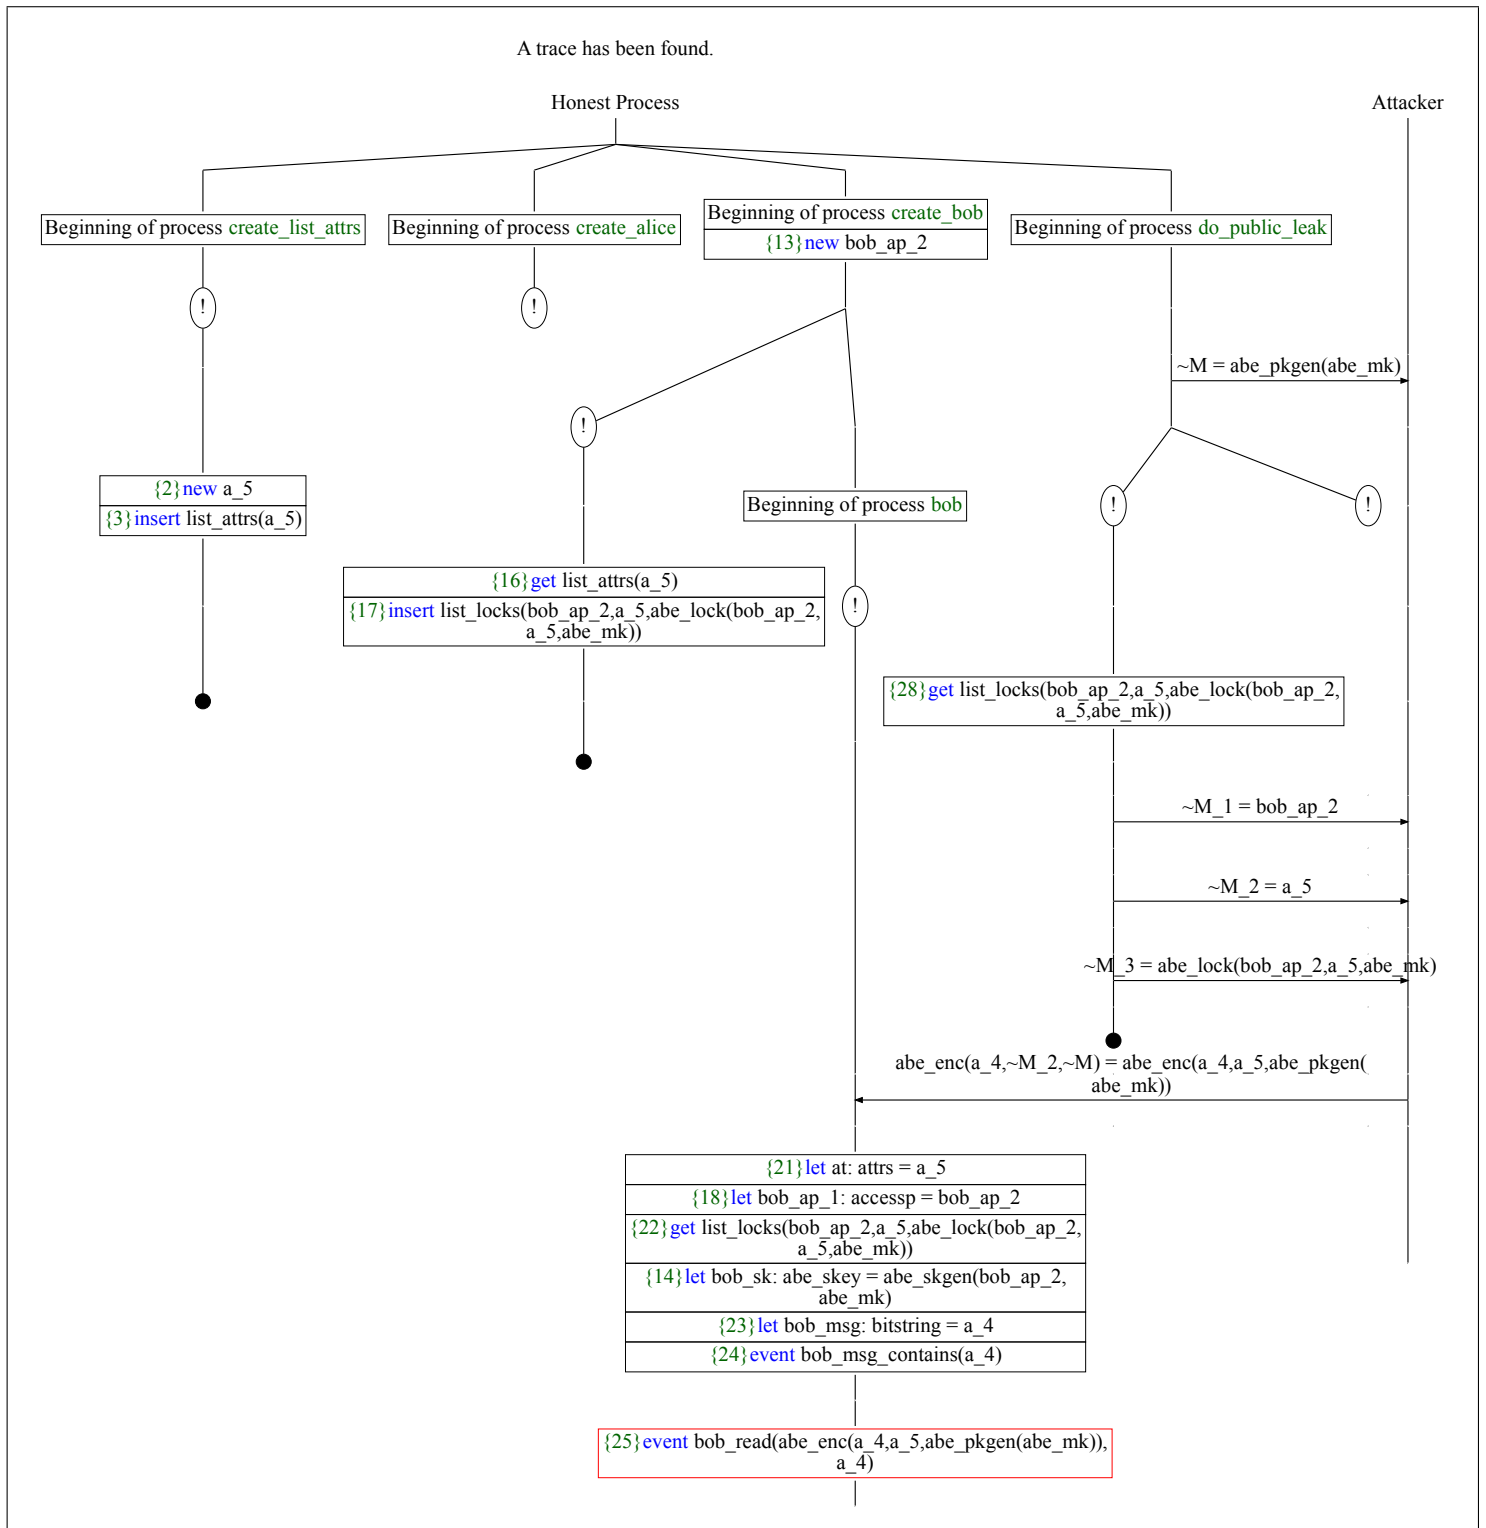 A trace has been found.
Honest Process
Attacker
Beginning of process create_list_attrs
Beginning of process create_alice
Beginning of process create_bob
{13}new bob_ap_2
Beginning of process do_public_leak
!
!
~M = abe_pkgen(abe_mk)
!
{2}new a_5
{3}insert list_attrs(a_5)
Beginning of process bob
!
!
{16}get list_attrs(a_5)
{17}insert list_locks(bob_ap_2,a_5,abe_lock(bob_ap_2,
a_5,abe_mk))
!
{28}get list_locks(bob_ap_2,a_5,abe_lock(bob_ap_2,
a_5,abe_mk))
~M_1 = bob_ap_2
~M_2 = a_5
~M_3 = abe_lock(bob_ap_2,a_5,abe_mk)
abe_enc(a_4,~M_2,~M) = abe_enc(a_4,a_5,abe_pkgen(
abe_mk))
{21}let at: attrs = a_5
{18}let bob_ap_1: accessp = bob_ap_2
{22}get list_locks(bob_ap_2,a_5,abe_lock(bob_ap_2,
a_5,abe_mk))
{14}let bob_sk: abe_skey = abe_skgen(bob_ap_2,
abe_mk)
{23}let bob_msg: bitstring = a_4
{24}event bob_msg_contains(a_4)
{25}event bob_read(abe_enc(a_4,a_5,abe_pkgen(abe_mk)),
a_4)